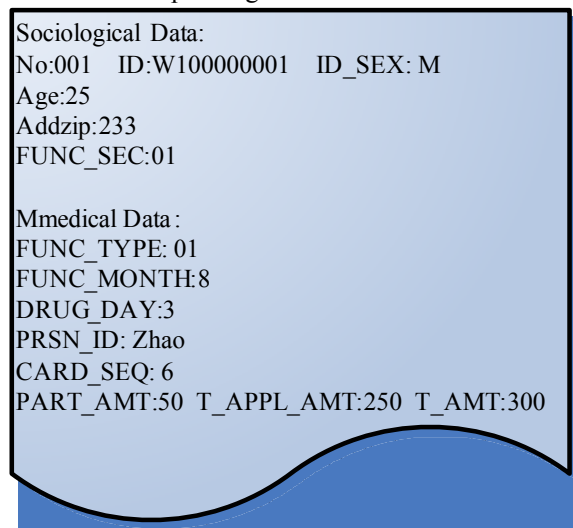 Sociological Data:
No:001 ID:W100000001 ID_SEX: M
Age:25
Addzip:233
FUNC_SEC:01
Mmedical Data :
FUNC_TYPE: 01
FUNC_MONTH:8
DRUG_DAY:3
PRSN_ID: Zhao
CARD_SEQ: 6
PART_AMT:50 T_APPL_AMT:250 T_AMT:300